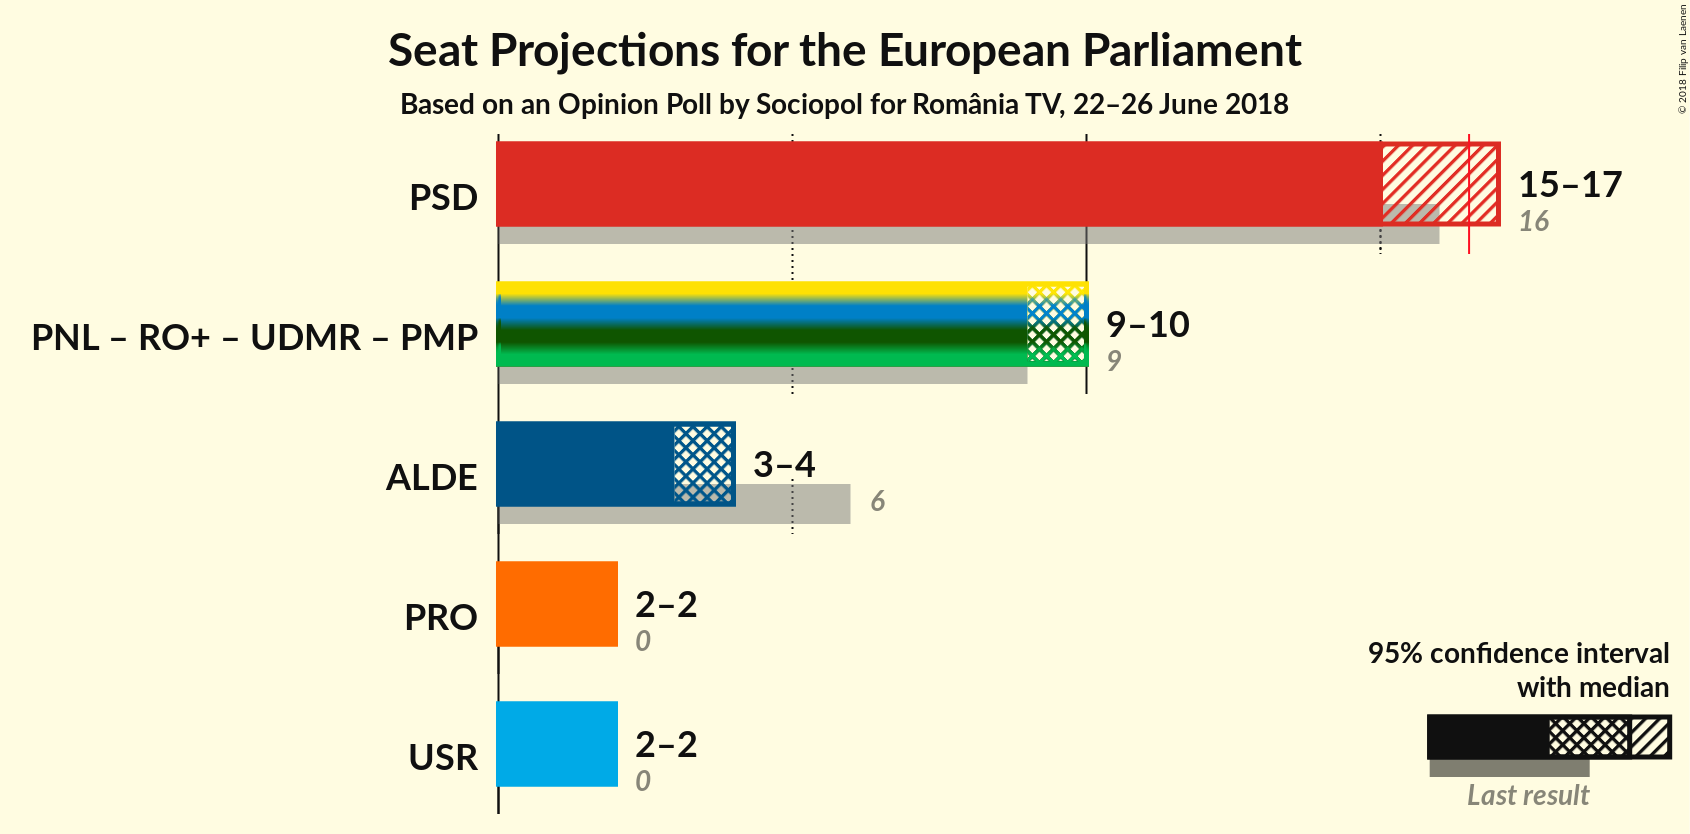 Seat Projections for the European Parliament
Based on an Opinion Poll by Sociopol for România TV, 22–26 June 2018
© 2018 Filip van Laenen
PSD
15–17
16
PNL – RO+ – UDMR – PMP
9–10
9
ALDE
3–4
6
PRO
2–2
0
USR
2–2
0
95% confidence interval
with median
Last result